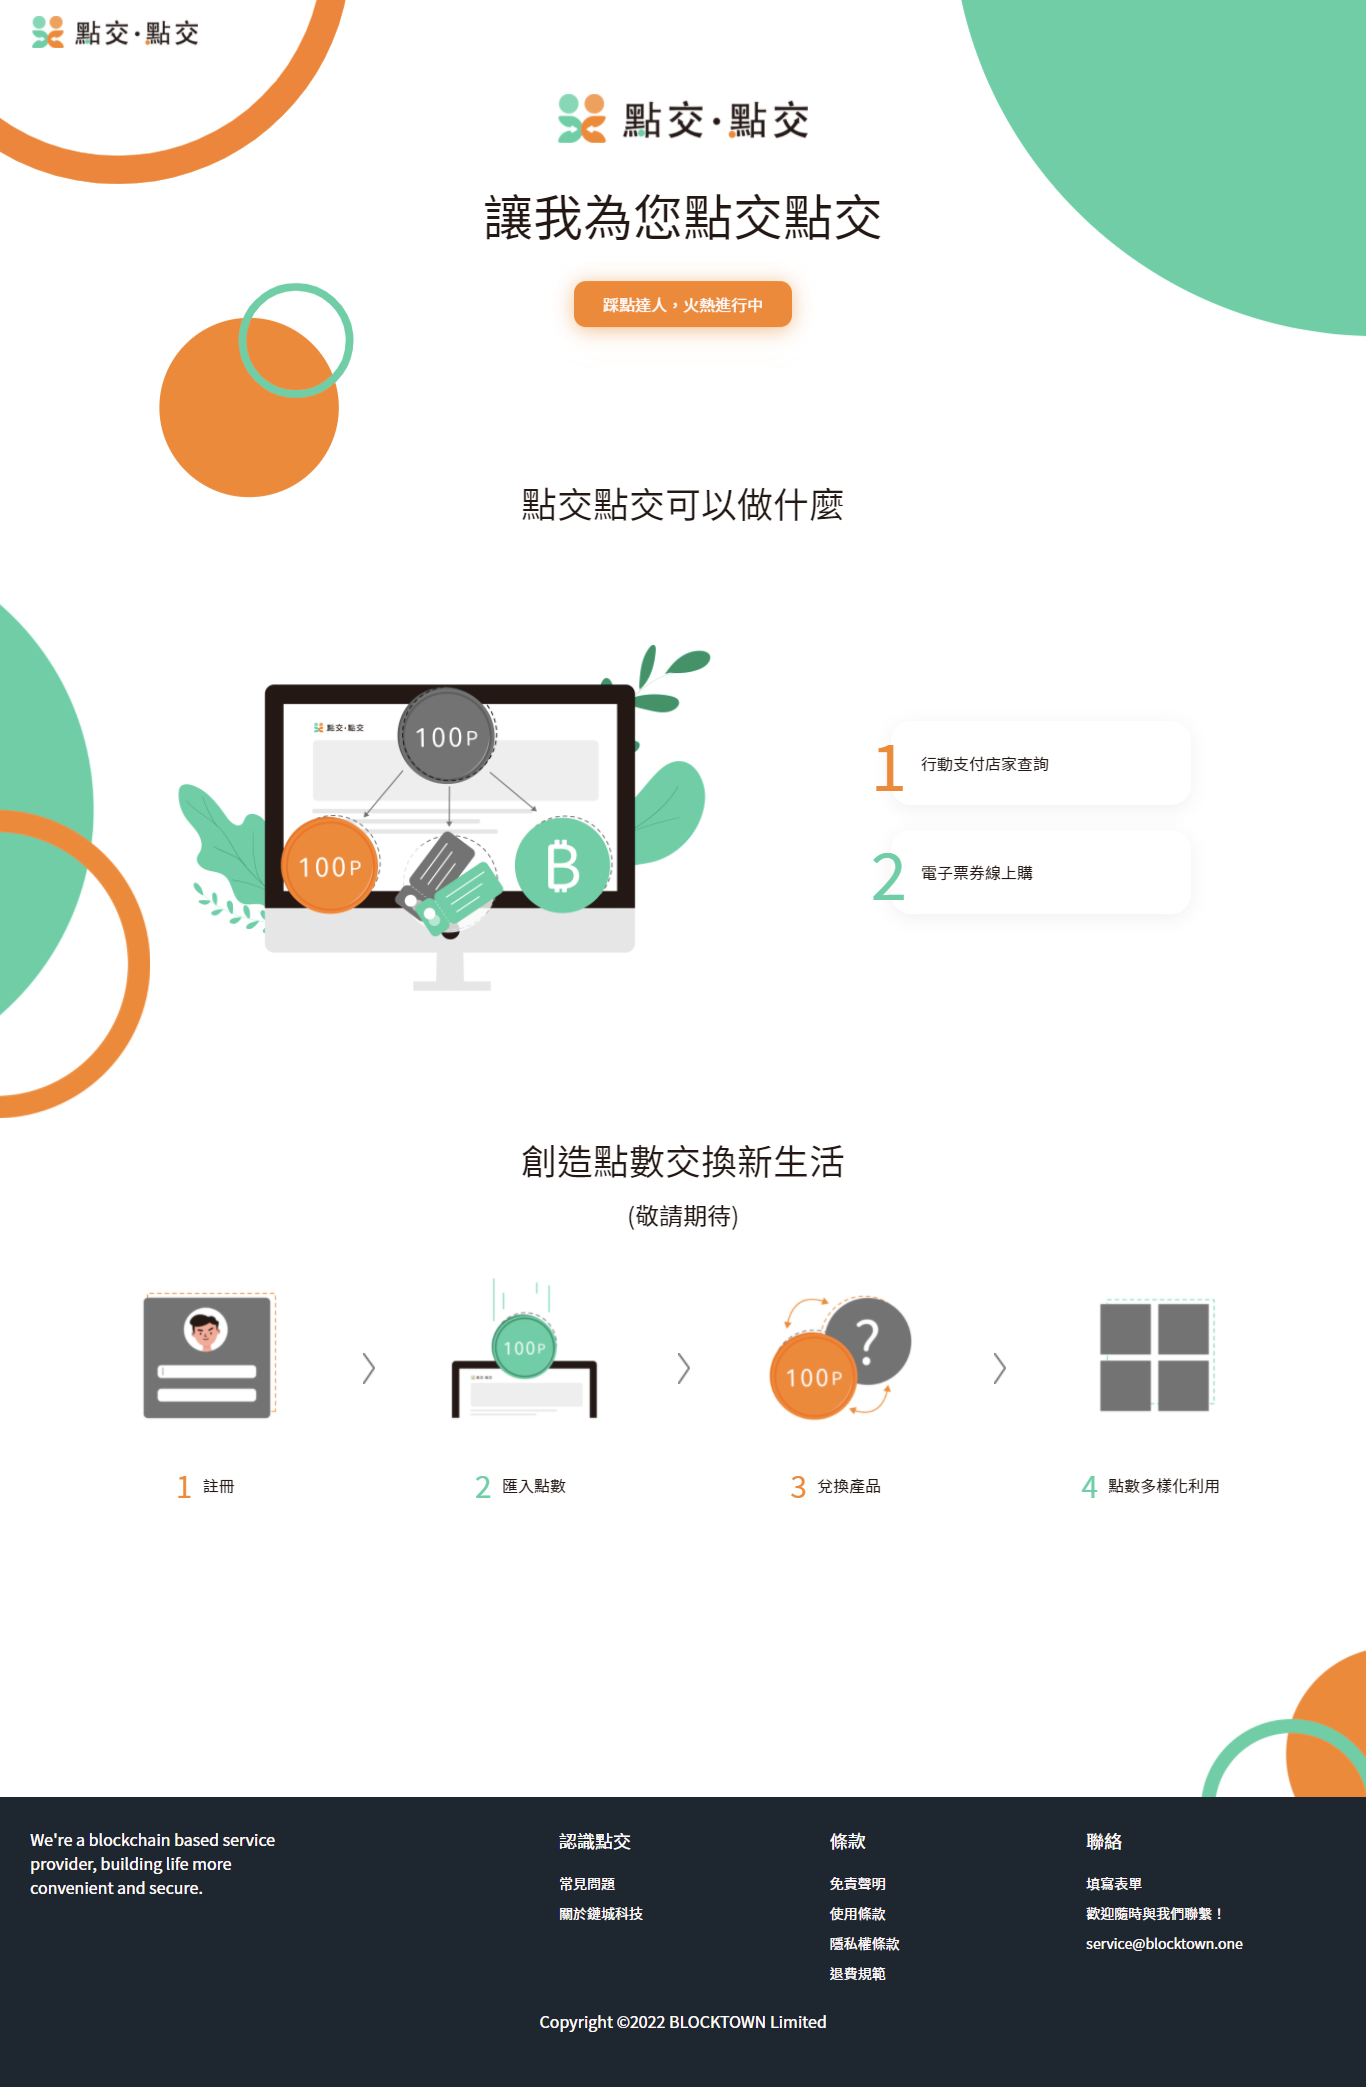 點交·點交
點交·點交
讓我為您點交點交
踩點達人，火熱進行中
點交點交可以做什麼
點交·點交
100P
100P
1
行動支付店家查詢
2
電子票券線上購
創造點數交換新生活
(敬請期待)
100P
?
100P
1 註冊
2 匯入點數
3 兌換產品
4 點數多樣化利用
We're a blockchain based service
provider, building life more
convenient and secure.
認識點交
常見問題
關於鏈城科技
條款
免責聲明
使用條款
隱私權條款
退費規範
聯絡
填寫表單
歡迎隨時與我們聯繫！
service@blocktown.one
Copyright ©2022 BLOCKTOWN Limited